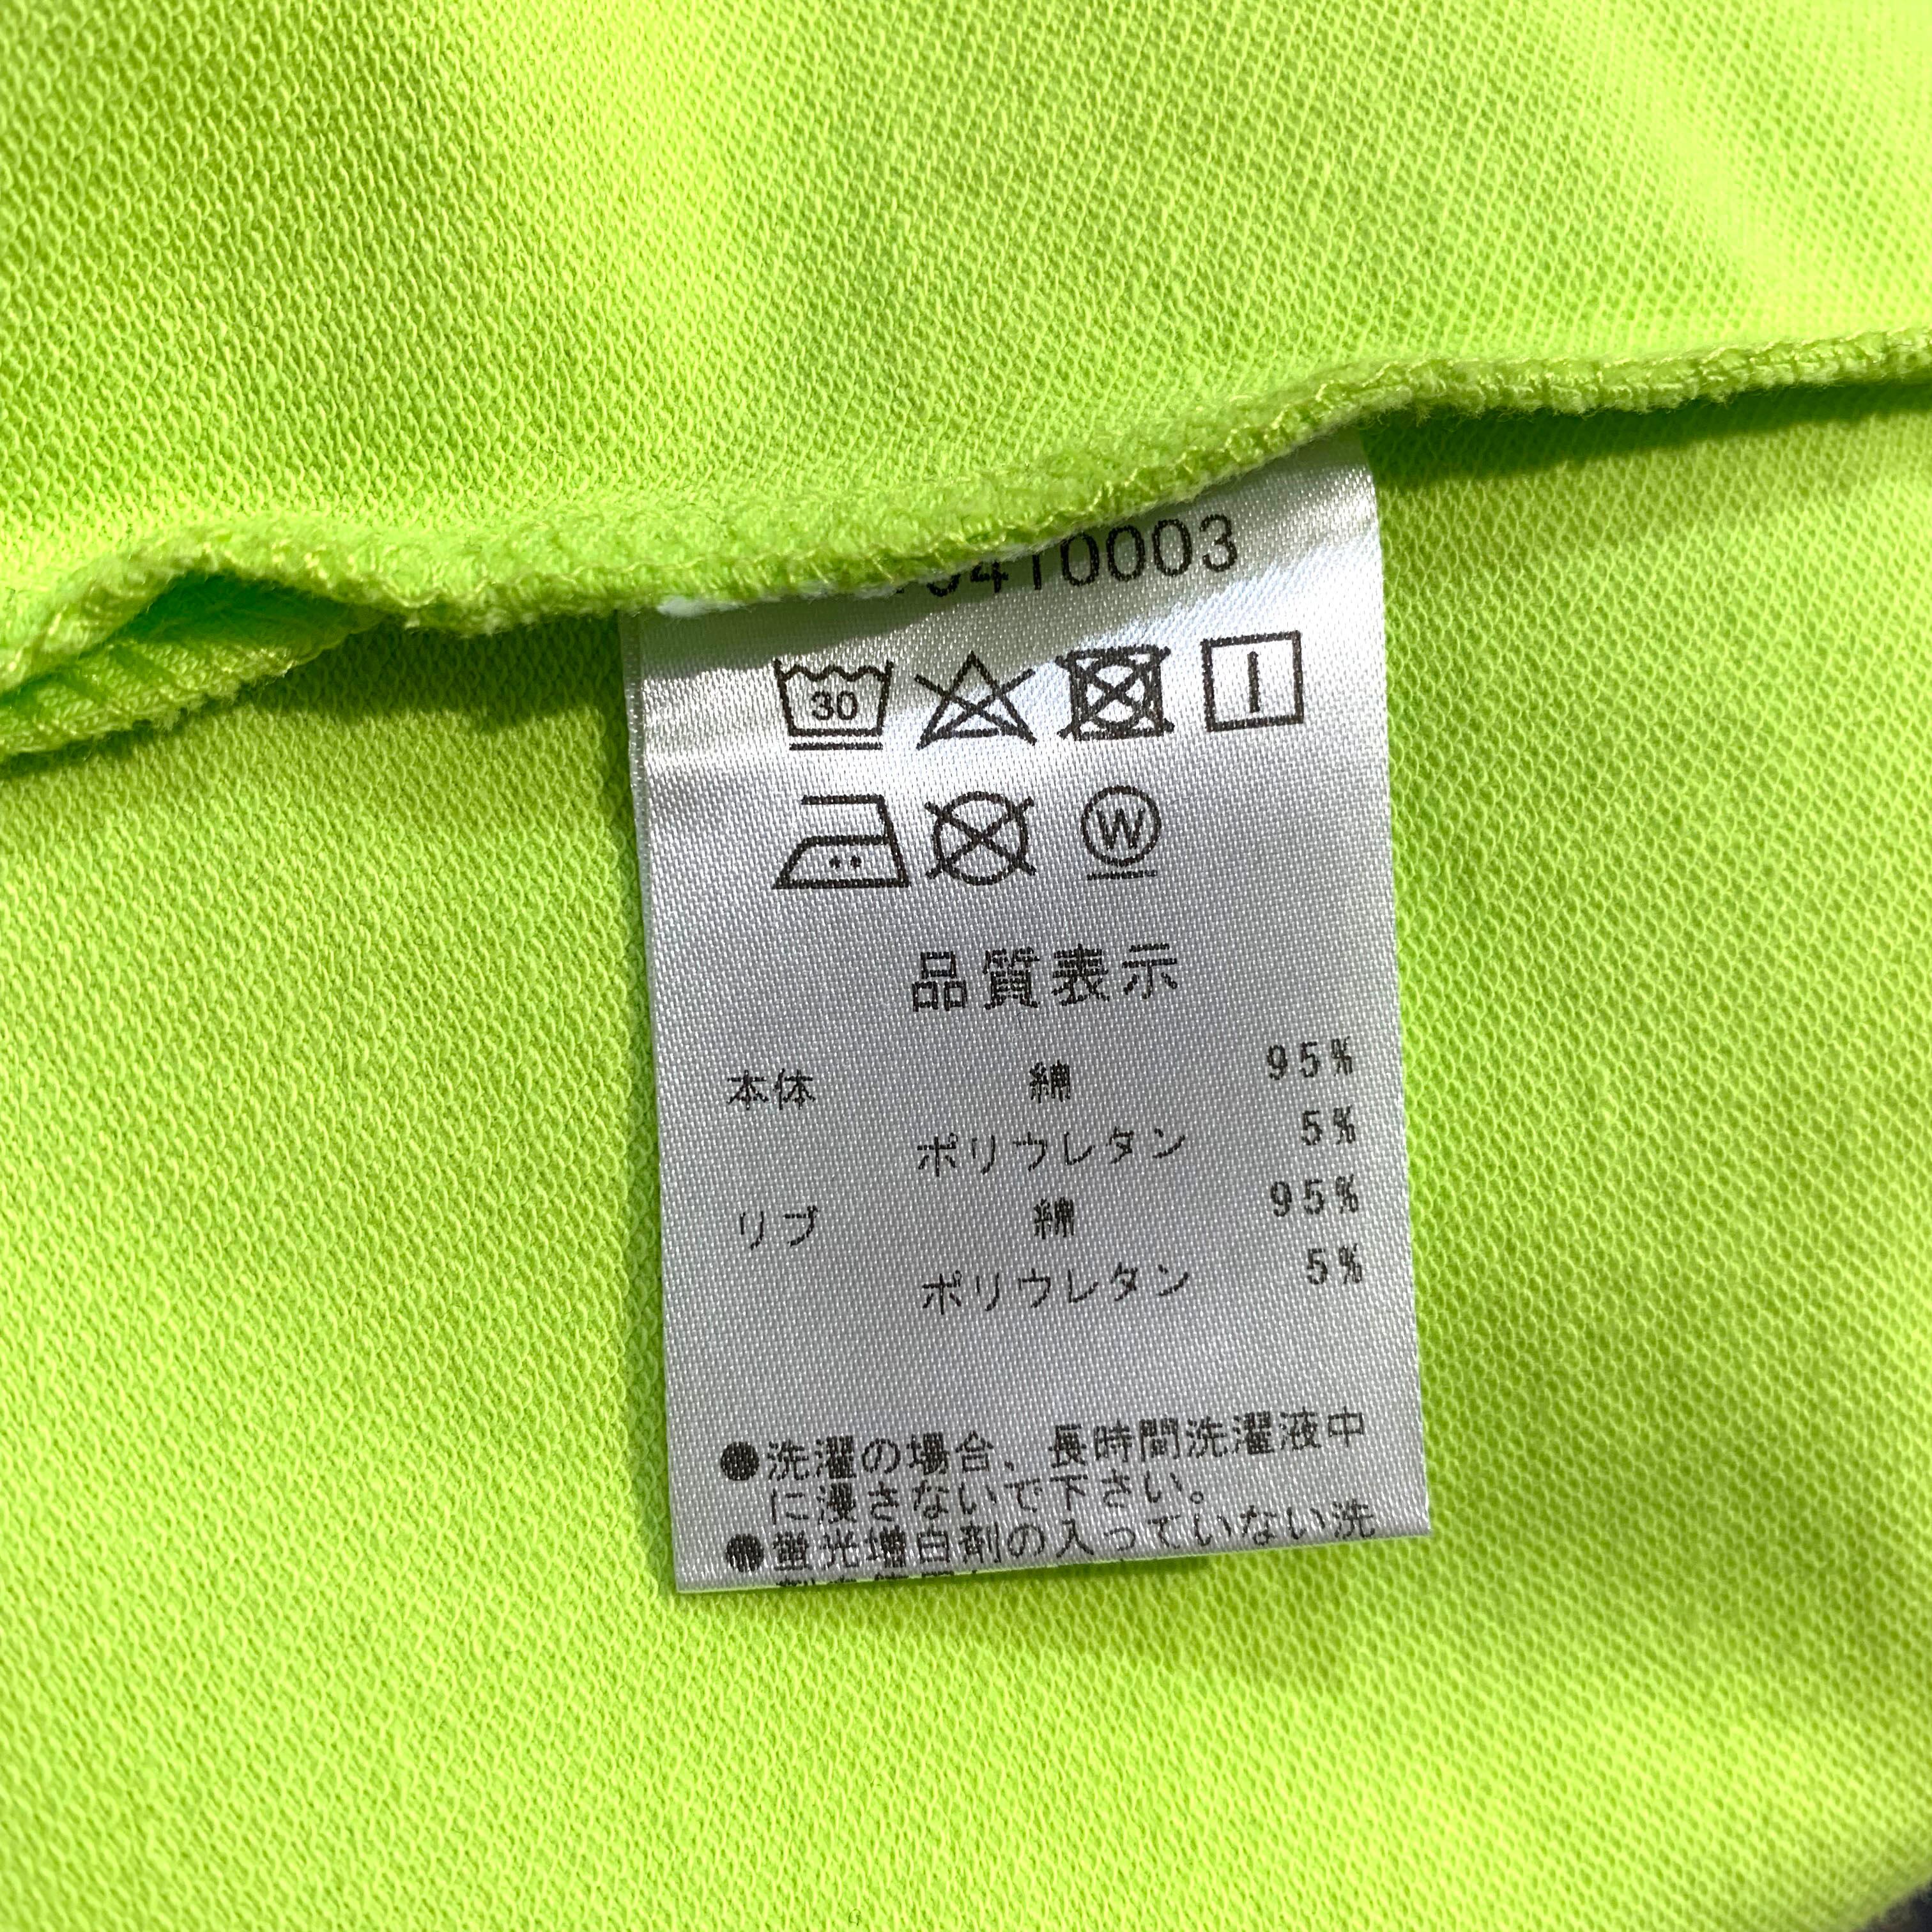 10003
30
W
品質表示
本体 綿 95%
ポリウレタン 5%
リブ 綿 95%
ポリウレタン 5%
●洗濯の場合、長時間洗濯液中
に浸さないで下さい。
●蛍光増白剤の入っていない洗